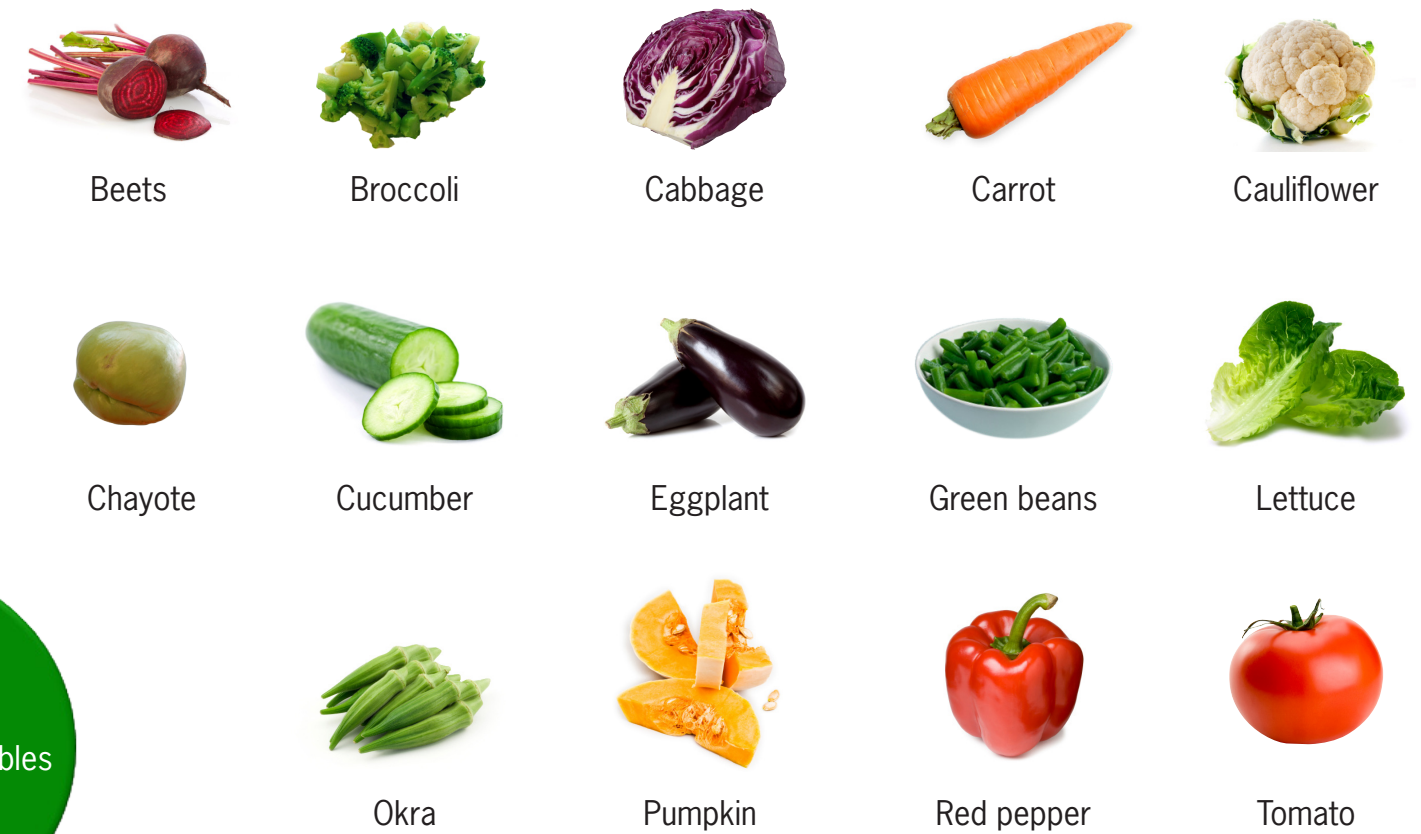 Beets
Broccoli
Cabbage
Carrot
Cauliflower
Chayote
Cucumber
Eggplant
Green beans
Lettuce
bles
Okra
Pumpkin
Red pepper
Tomato